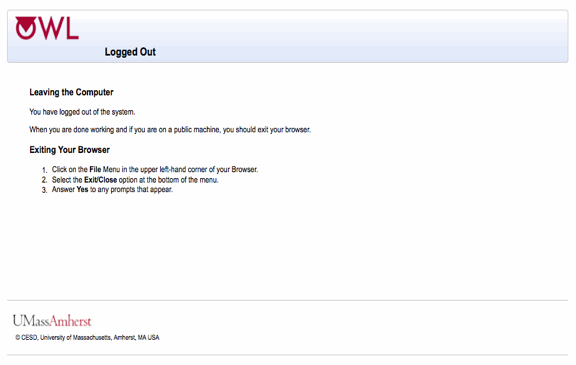 OWL
Logged Out
Leaving the Computer
You have logged out of the system.
When you are done working and if you are on a public machine, you should exit your browser.
Exiting Your Browser
1. Click on the File Menu in the upper left-hand corner of your Browser.
2. Select the Exit/Close option at the bottom of the menu.
3. Answer Yes to any prompts that appear.
UMassAmherst
© CESD, University of Massachusetts, Amherst, MA USA